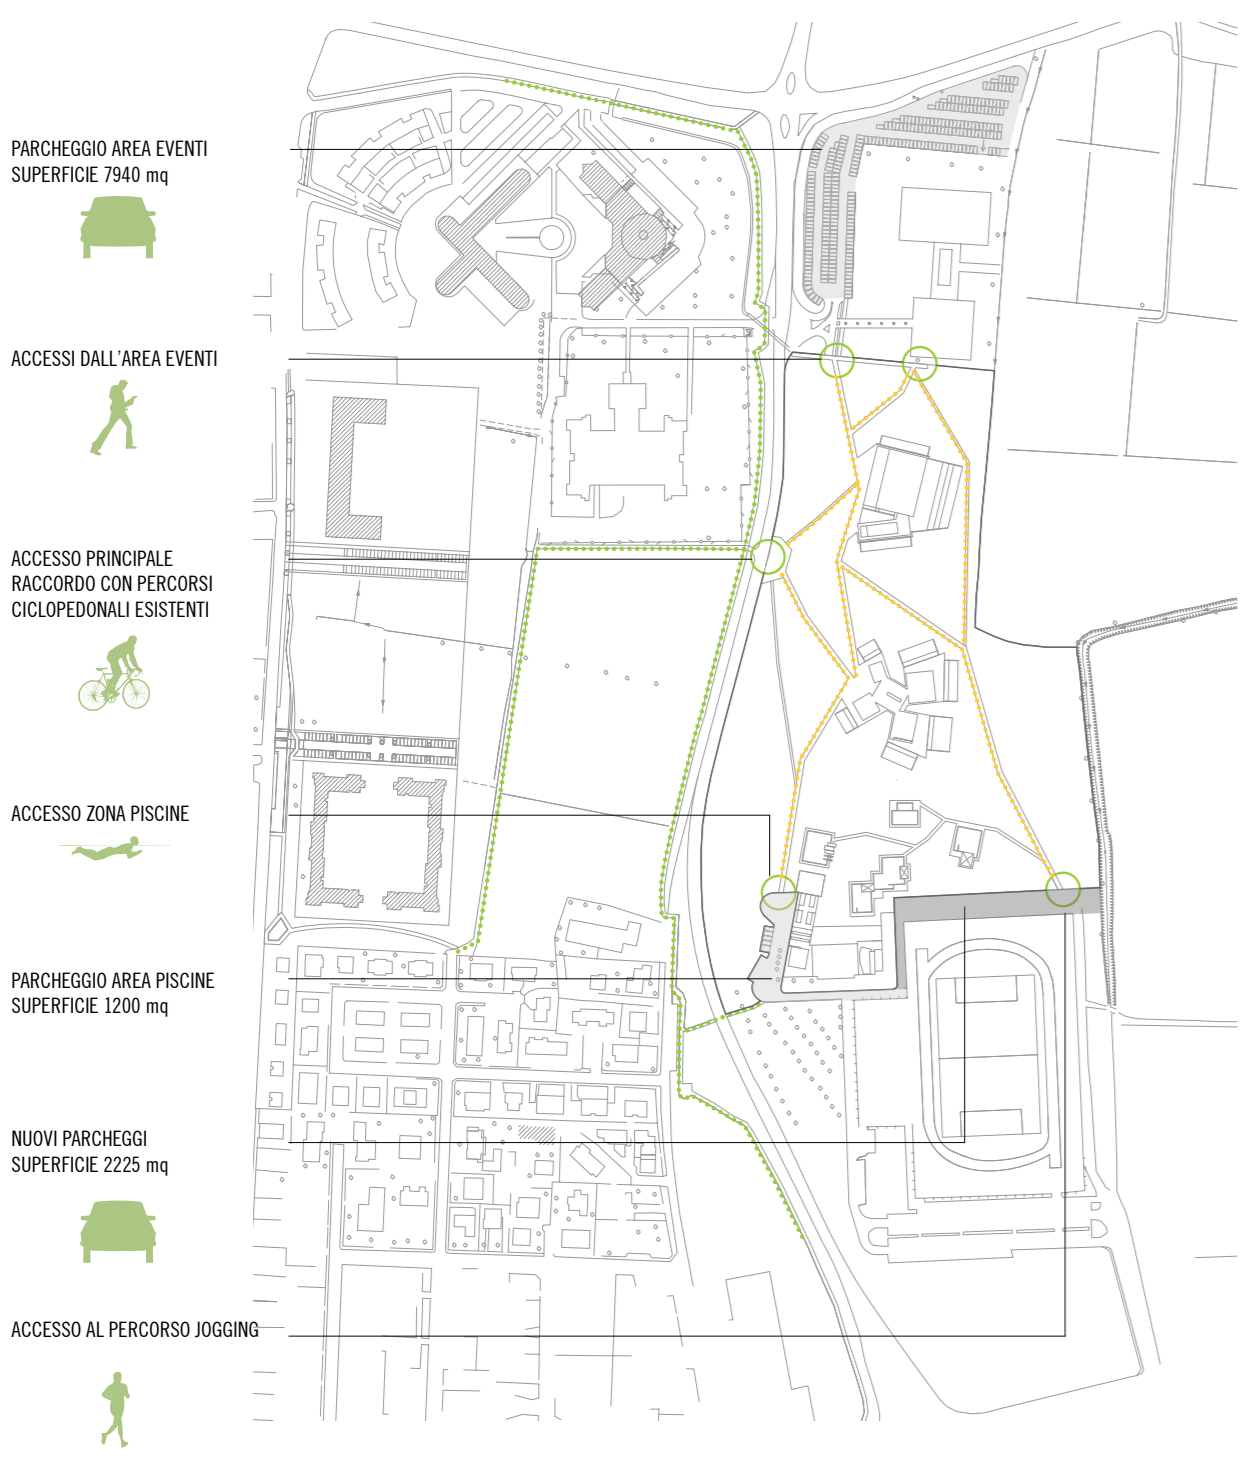 PARCHEGGIO AREA EVENTI
SUPERFICIE 7940 mq
ACCESSI DALL'AREA EVENTI
ACCESSO PRINCIPALE
RACCORDO CON PERCORSI
CICLOPEDONALI ESISTENTI
ACCESSO ZONA PISCINE
PARCHEGGIO AREA PISCINE
SUPERFICIE 1200 mq
NUOVI PARCHEGGI
SUPERFICIE 2225 mq
ACCESSO AL PERCORSO JOGGING